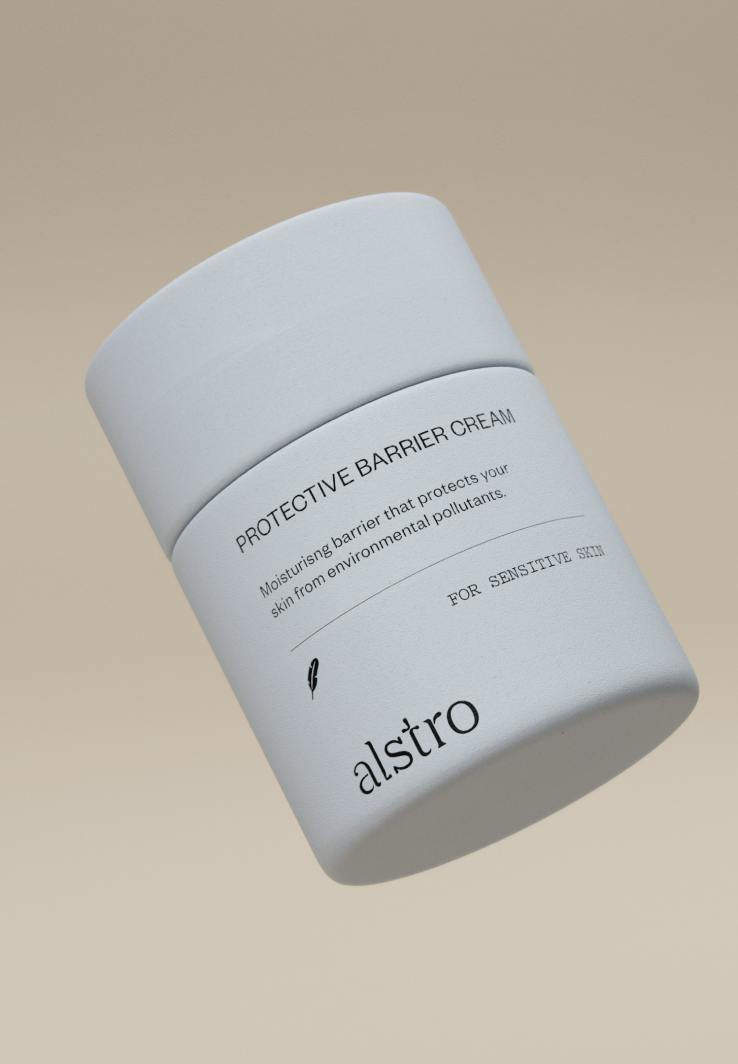 PROTECTIVE BARRIER CREAM
Moisturisng barrier that protects your
skin from environmental pollutants.
FOR SENSITIVE SKIN
alstro